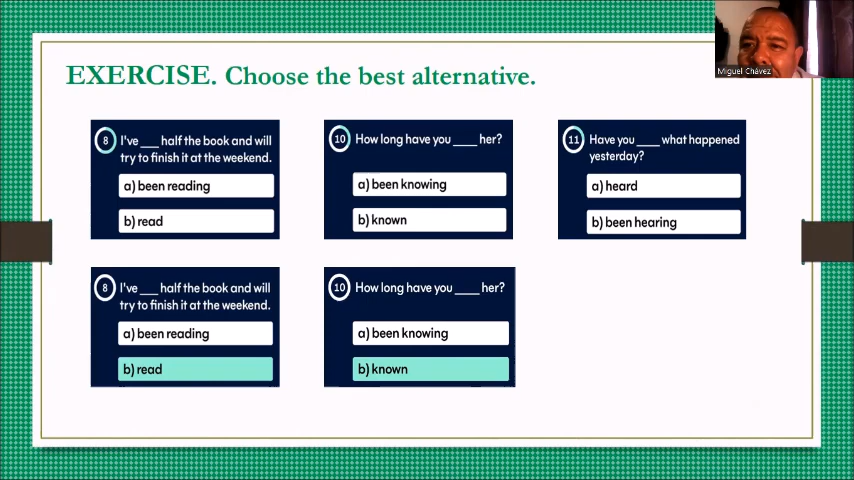 Miguel Chávez
EXERCISE. Choose the best alternative.
8 I've ___ half the book and will
try to finish it at the weekend.
a) been reading
b) read
10 How long have you ____ her?
a) been knowing
b) known
11 Have you ____ what happened
yesterday?
a) heard
b) been hearing
8 I've ___ half the book and will
try to finish it at the weekend.
a) been reading
b) read
10 How long have you ____ her?
a) been knowing
b) known